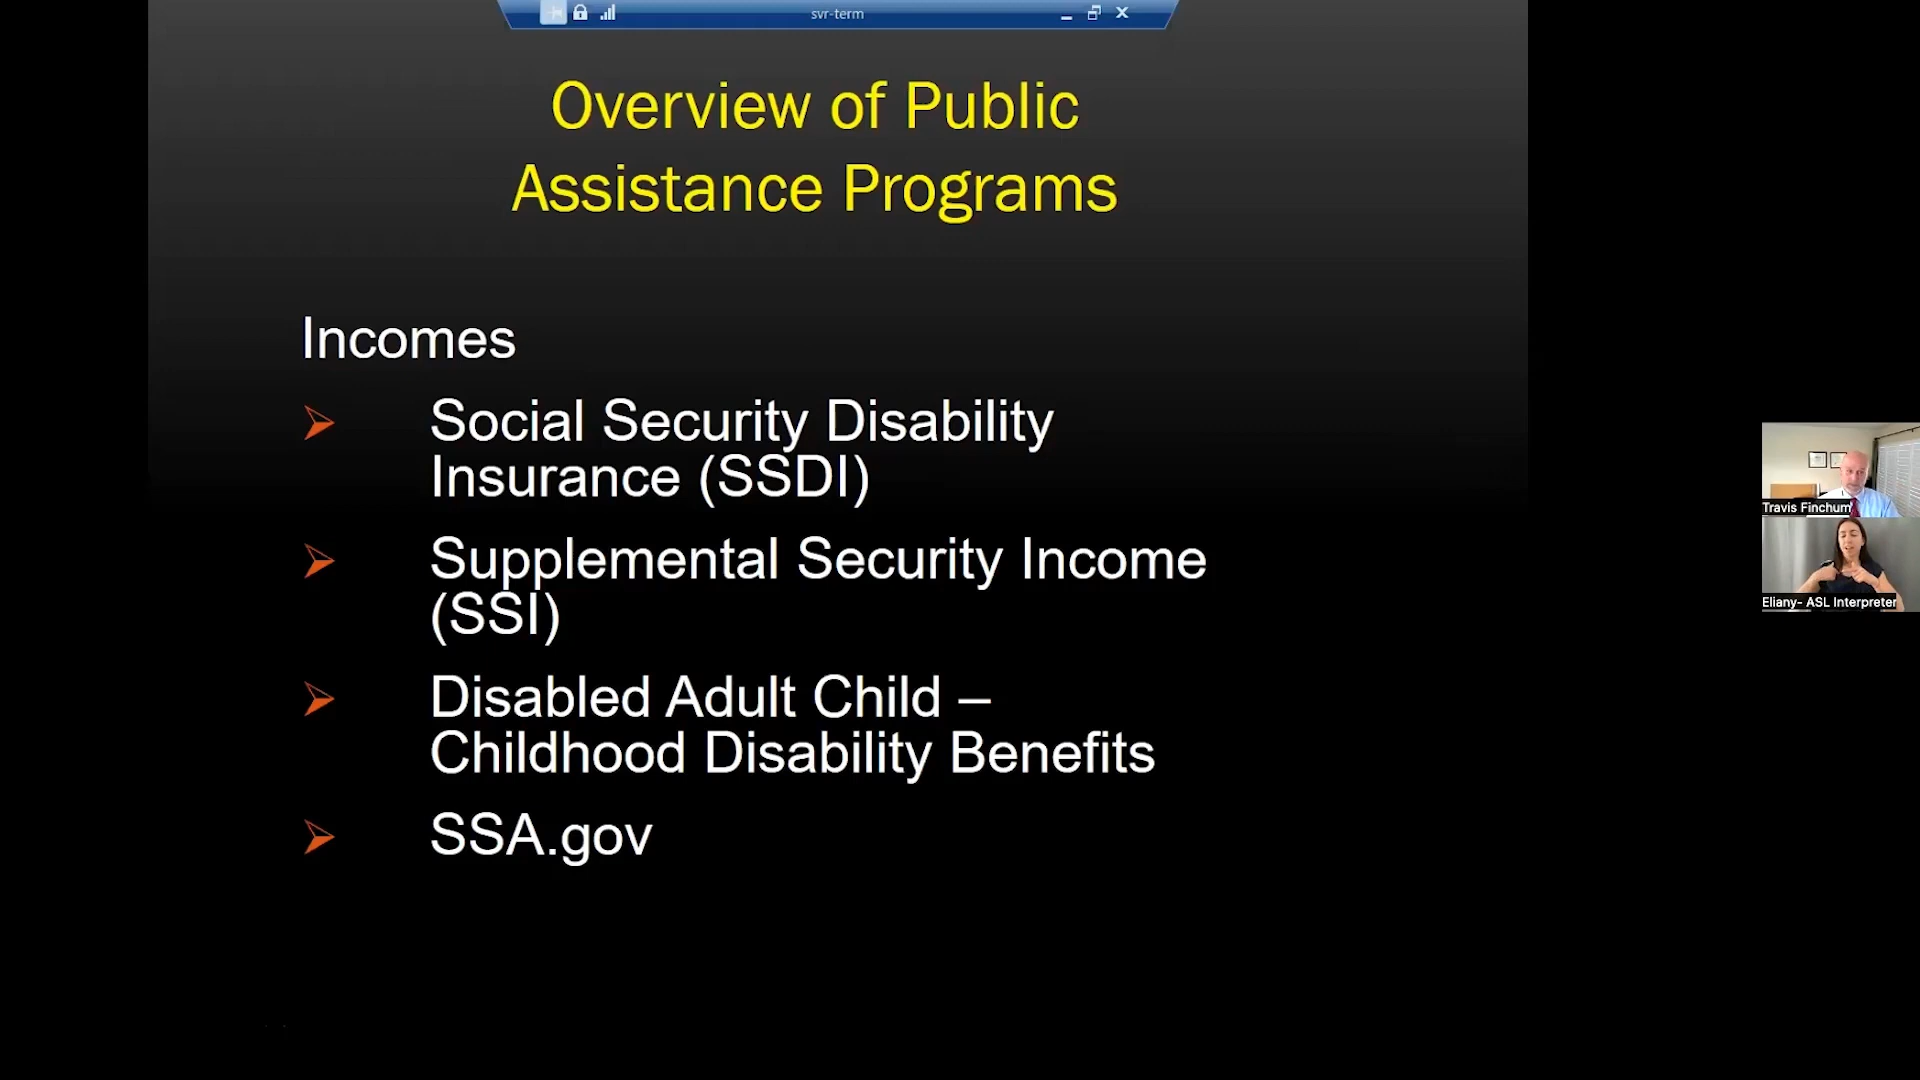 svr-term
Overview of Public
Assistance Programs
Incomes
Social Security Disability
Insurance (SSDI)
Supplemental Security Income
(SSI)
Disabled Adult Child –
Childhood Disability Benefits
SSA.gov
Travis Finchum
Eliany- ASL Interpreter